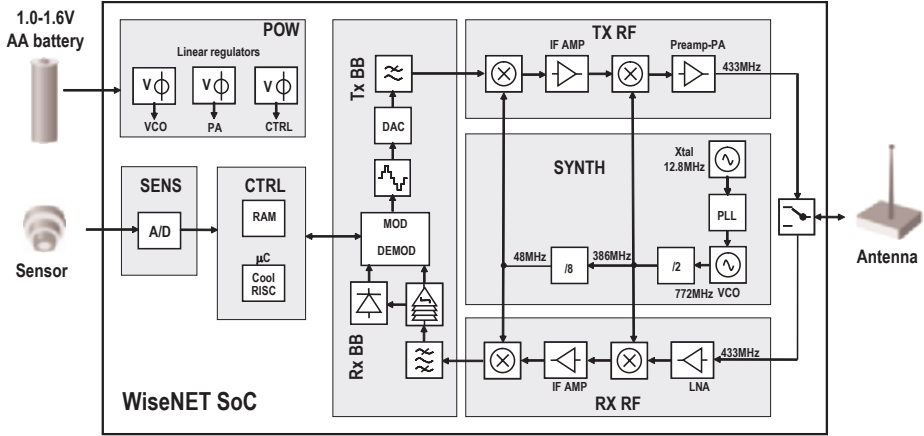 1.0-1.6V
AA battery
POW
Linear regulators
V
V
V
VCO
PA
CTRL
Tx BB
TX RF
IF AMP
Preamp-PA
433MHz
DAC
SYNTH
Xtal
12.8MHz
PLL
SENS
CTRL
A/D
RAM
MOD
DEMOD
µC
Cool
RISC
Sensor
48MHz
/8
386MHz
/2
772MHz
VCO
Antenna
Rx BB
433MHz
IF AMP
LNA
RX RF
WiseNET SoC